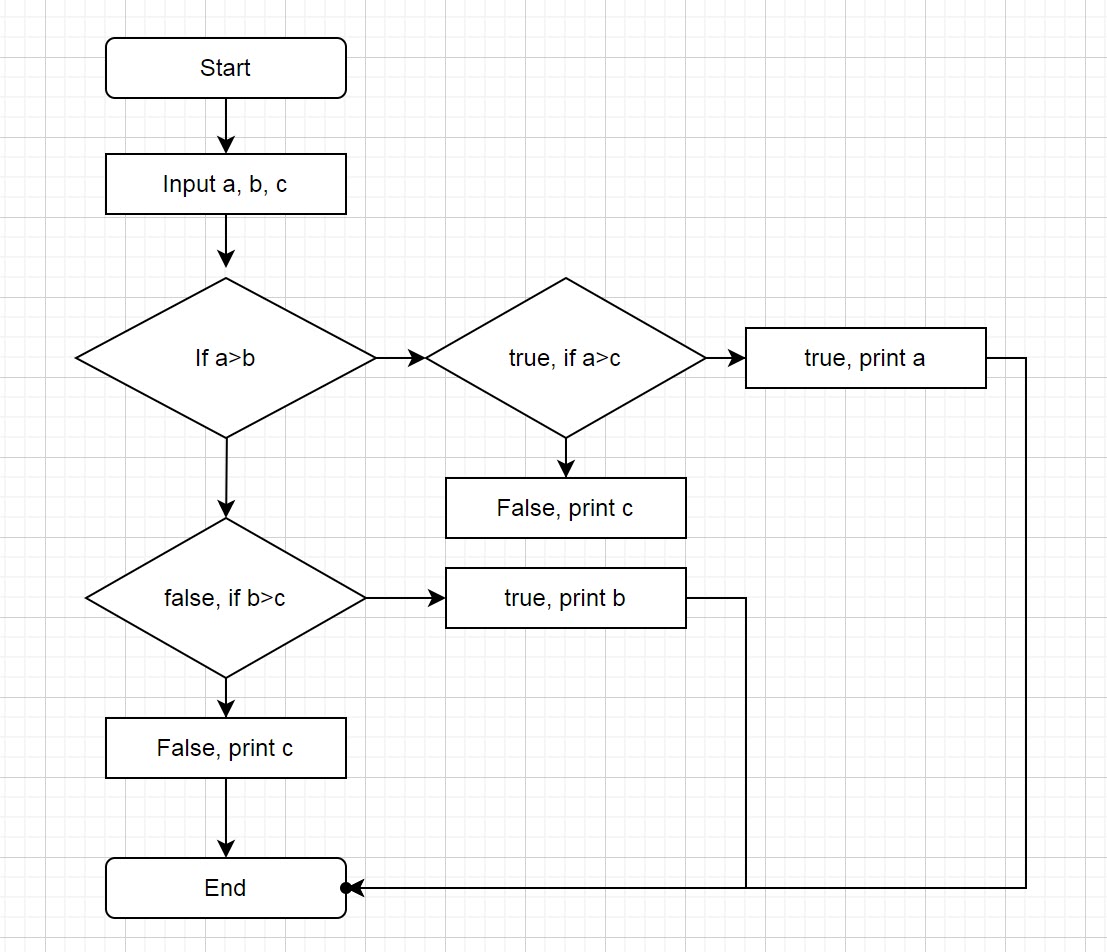 Start
Input a, b, c
If a>b
true, if a>c
true, print a
False, print c
false, if b>c
true, print b
False, print c
End